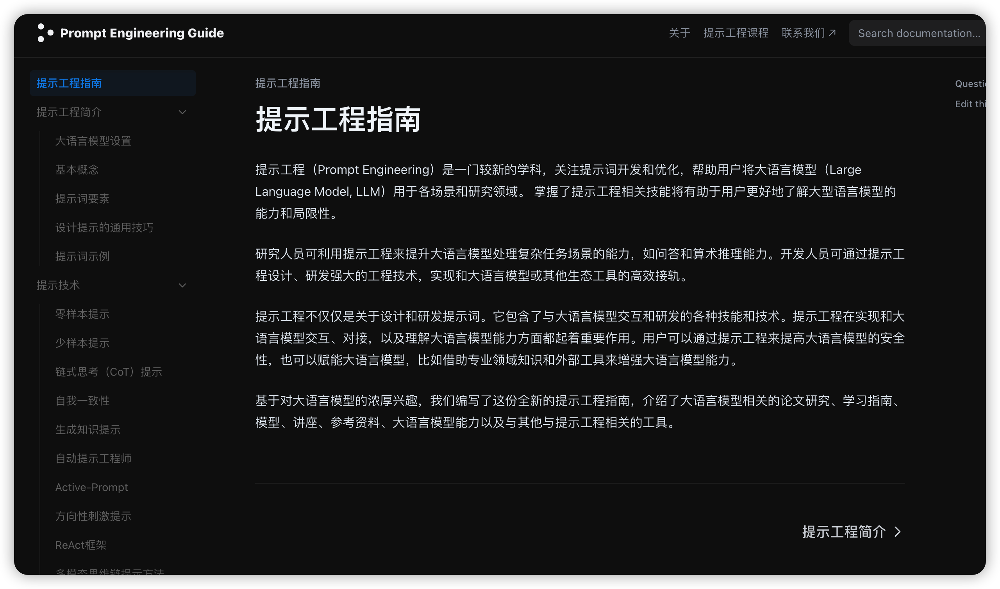 Prompt Engineering Guide
关于
提示工程课程
联系我们
Search documentation...
提示工程指南
提示工程简介
大语言模型设置
基本概念
提示词要素
设计提示的通用技巧
提示词示例
提示技术
零样本提示
少样本提示
链式思考（CoT）提示
自我一致性
生成知识提示
自动提示工程师
Active-Prompt
方向性刺激提示
ReAct框架
多模态思维链提示方法
提示工程指南
提示工程指南
提示工程（Prompt Engineering）是一门较新的学科，关注提示词开发和优化，帮助用户将大语言模型（Large
Language Model, LLM）用于各场景和研究领域。 掌握了提示工程相关技能将有助于用户更好地了解大型语言模型的
能力和局限性。
研究人员可利用提示工程来提升大语言模型处理复杂任务场景的能力，如问答和算术推理能力。开发人员可通过提示工
程设计、研发强大的工程技术，实现和大语言模型或其他生态工具的高效接轨。
提示工程不仅仅是关于设计和研发提示词。它包含了与大语言模型交互和研发的各种技能和技术。提示工程在实现和大
语言模型交互、对接，以及理解大语言模型能力方面都起着重要作用。用户可以通过提示工程来提高大语言模型的安全
性，也可以赋能大语言模型，比如借助专业领域知识和外部工具来增强大语言模型能力。
基于对大语言模型的浓厚兴趣，我们编写了这份全新的提示工程指南，介绍了大语言模型相关的论文研究、学习指南、
模型、讲座、参考资料、大语言模型能力以及与其他与提示工程相关的工具。
提示工程简介
Edit